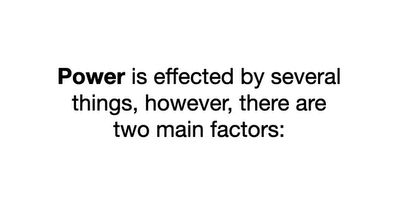 Power is effected by several
things, however, there are
two main factors: